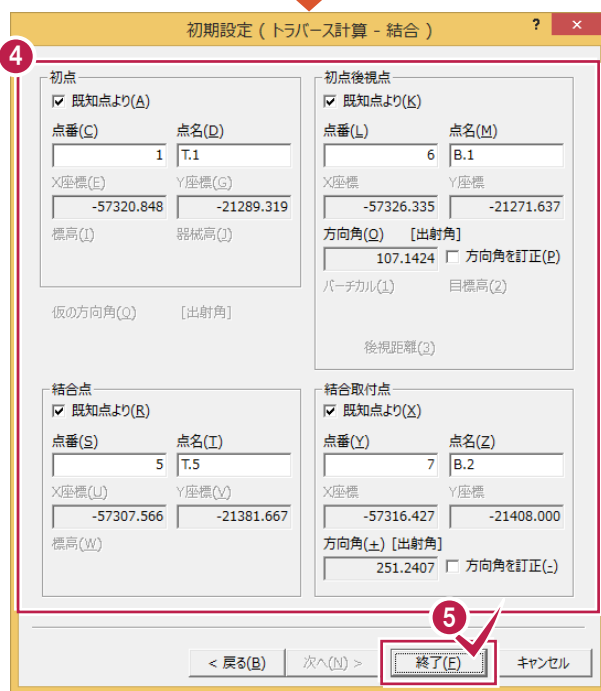 初期設定 ( トラバース計算 - 結合 )
? ×
4
初点
既知点より(A)
点番(C) 点名(D)
1 T.1
X座標(E) Y座標(G)
-57320.848 -21289.319
標高(I) 器械高(J)
仮の方向角(Q) [出射角]
初点後視点
既知点より(K)
点番(L) 点名(M)
6 B.1
X座標 Y座標
-57326.335 -21271.637
方向角(O) [出射角]
107.1424 方向角を訂正(P)
バーチカル(1) 目標高(2)
後視距離(3)
結合点
既知点より(R)
点番(S) 点名(T)
5 T.5
X座標(U) Y座標(V)
-57307.566 -21381.667
標高(W)
結合取付点
既知点より(X)
点番(Y) 点名(Z)
7 B.2
X座標 Y座標
-57316.427 -21408.000
方向角(+) [出射角]
251.2407 方向角を訂正(-)
5
< 戻る(B) 次へ(N) > 終了(F) キャンセル